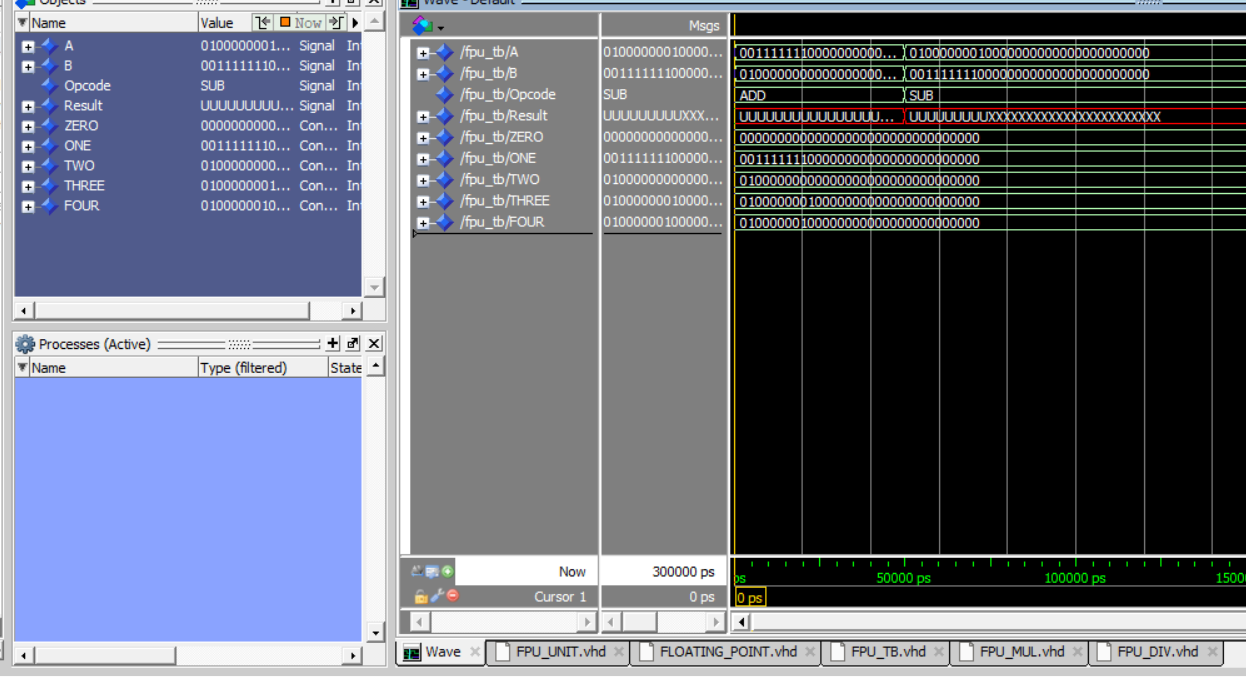 Objects
Name Value Now
A 0100000001... Signal In
B 0011111110... Signal In
Opcode SUB Signal In
Result UUUUUUUUU... Signal In
ZERO 0000000000... Con... In
ONE 0011111110... Con... In
TWO 0100000000... Con... In
THREE 0100000001... Con... In
FOUR 0100000010... Con... In
Processes (Active)
Name Type (filtered) State
Wave - Default
Msgs
/fpu_tb/A 01000000010000... 0011111110000000000... 01000000010000000000000000000000
/fpu_tb/B 00111111100000... 0100000000000000000... 00111111100000000000000000000000
/fpu_tb/Opcode SUB ADD SUB
/fpu_tb/Result UUUUUUUUUXXX... UUUUUUUUUUUUUUUU... UUUUUUUUUXXXXXXXXXXXXXXXXXXXXXXX
/fpu_tb/ZERO 00000000000000... 00000000000000000000000000000000
/fpu_tb/ONE 00111111100000... 00111111100000000000000000000000
/fpu_tb/TWO 01000000000000... 01000000000000000000000000000000
/fpu_tb/THREE 01000000010000... 01000000010000000000000000000000
/fpu_tb/FOUR 01000000100000... 01000000100000000000000000000000
Now 300000 ps ps 50000 ps 100000 ps 1500
Cursor 1 0 ps 0 ps
Wave FPU_UNIT.vhd FLOATING_POINT.vhd FPU_TB.vhd FPU_MUL.vhd FPU_DIV.vhd